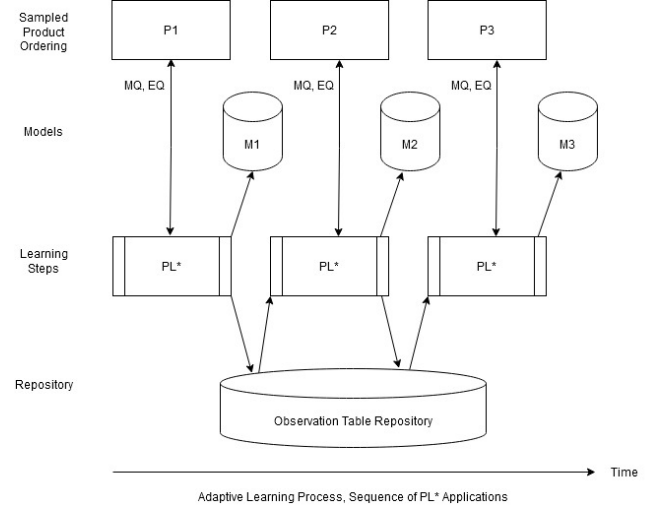 Sampled
Product
Ordering
P1
P2
P3
MQ, EQ
MQ, EQ
MQ, EQ
Models
M1
M2
M3
Learning
Steps
PL*
PL*
PL*
Repository
Observation Table Repository
Time
Adaptive Learning Process, Sequence of PL* Applications